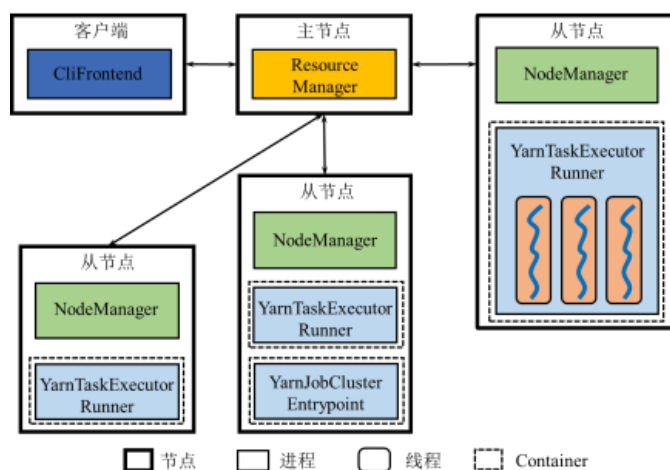 客户端
CliFrontend
主节点
Resource
Manager
从节点
NodeManager
YarnTaskExecutor
Runner
从节点
NodeManager
YarnTaskExecutor
Runner
YarnJobCluster
Entrypoint
从节点
NodeManager
YarnTaskExecutor
Runner
节点 进程 线程 Container